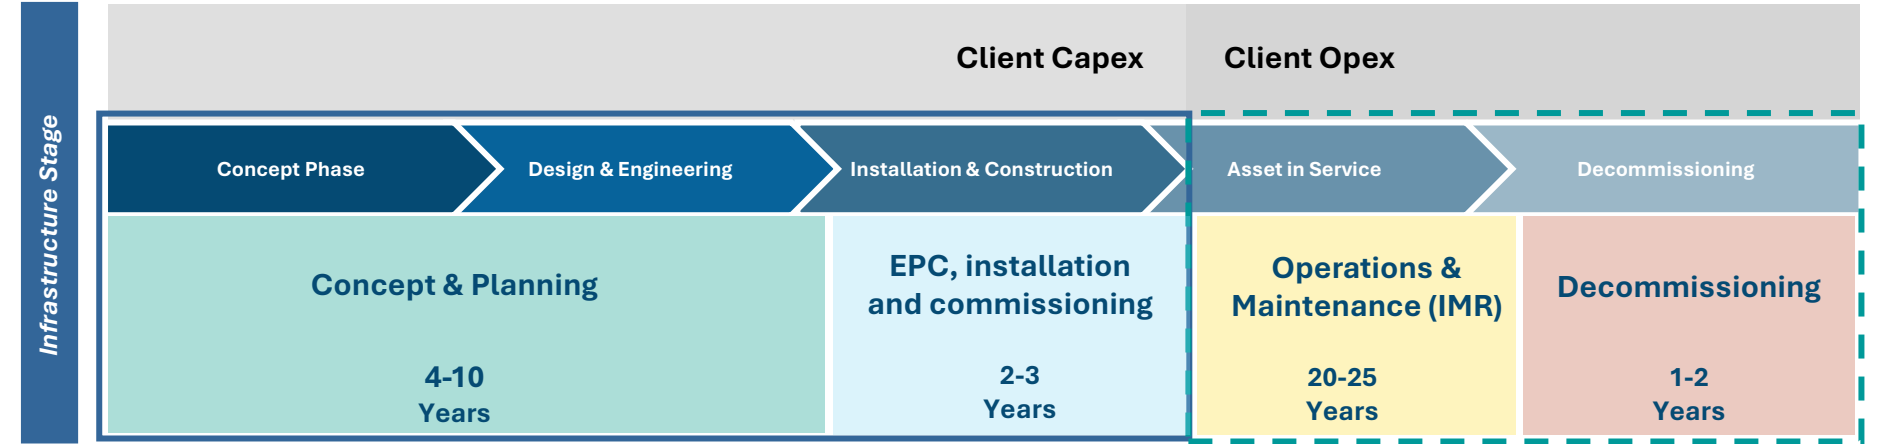 Infrastructure Stage
Client Capex
Client Opex
Concept Phase
Design & Engineering
Installation & Construction
Asset in Service
Decommissioning
Concept & Planning
4-10
Years
EPC, installation
and commissioning
2-3
Years
Operations &
Maintenance (IMR)
20-25
Years
Decommissioning
1-2
Years